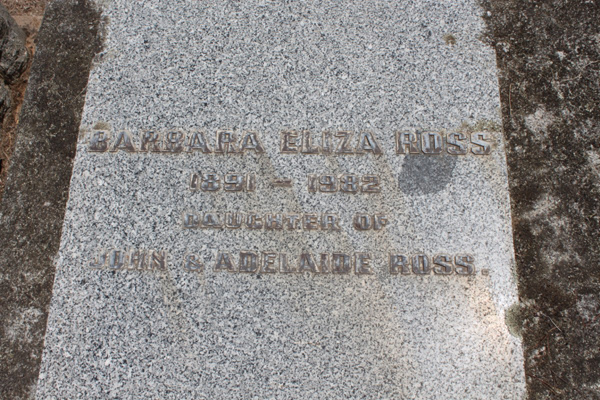 BARBARA ELIZA ROSS
1891 - 1982
DAUGHTER OF
JOHN & ADELAIDE ROSS.